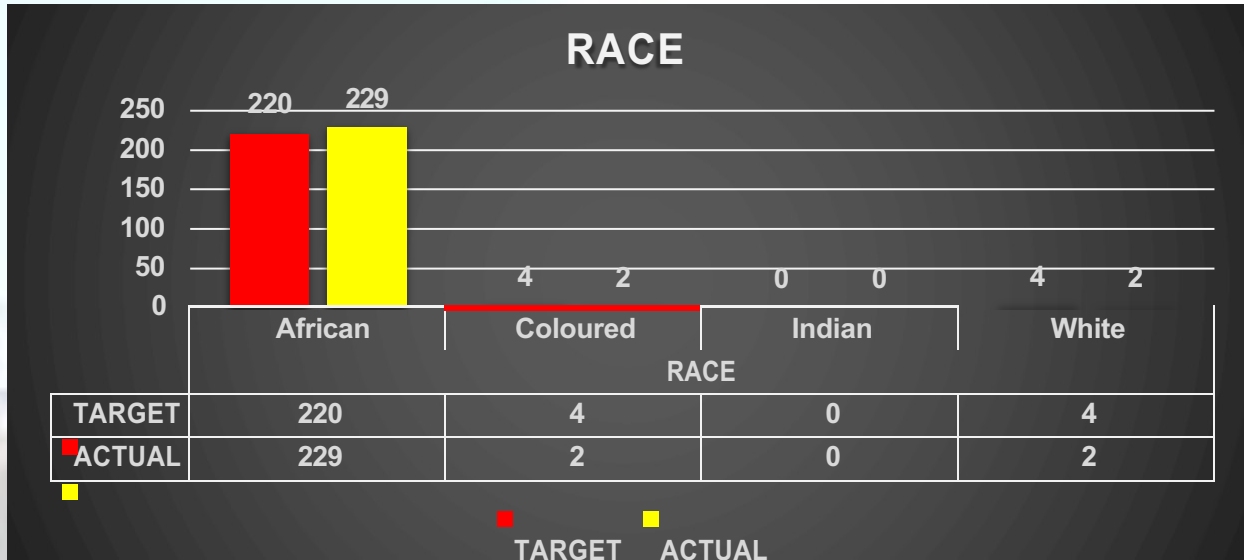 RACE
220 229
250
200
150
100
50
0
4 2 0 0 4 2
African Coloured Indian White
RACE
TARGET 220 4 0 4
ACTUAL 229 2 0 2
TARGET ACTUAL